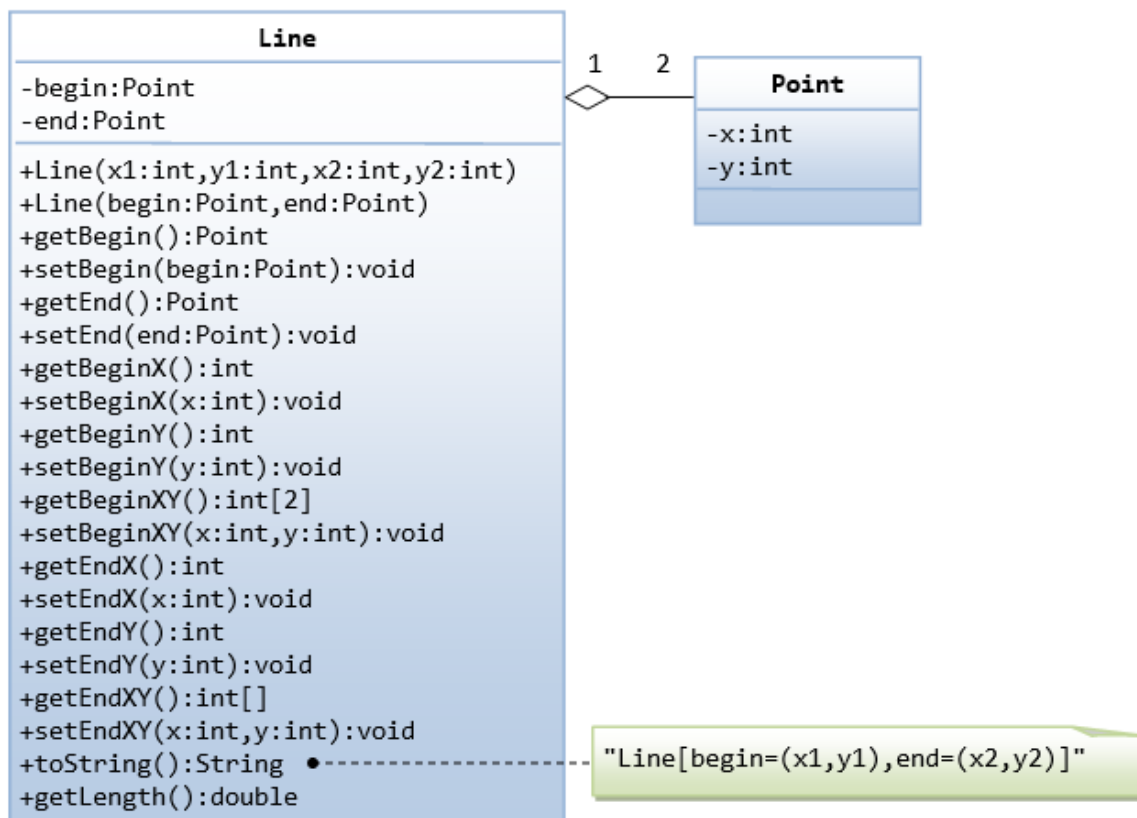 Line
-begin:Point
-end:Point
+Line(x1:int,y1:int,x2:int,y2:int)
+Line(begin:Point,end:Point)
+getBegin():Point
+setBegin(begin:Point):void
+getEnd():Point
+setEnd(end:Point):void
+getBeginX():int
+setBeginX(x:int):void
+getBeginY():int
+setBeginY(y:int):void
+getBeginXY():int[2]
+setBeginXY(x:int,y:int):void
+getEndX():int
+setEndX(x:int):void
+getEndY():int
+setEndY(y:int):void
+getEndXY():int[]
+setEndXY(x:int,y:int):void
+toString():String
+getLength():double
1 2
Point
-x:int
-y:int
"Line[begin=(x1,y1),end=(x2,y2)]"